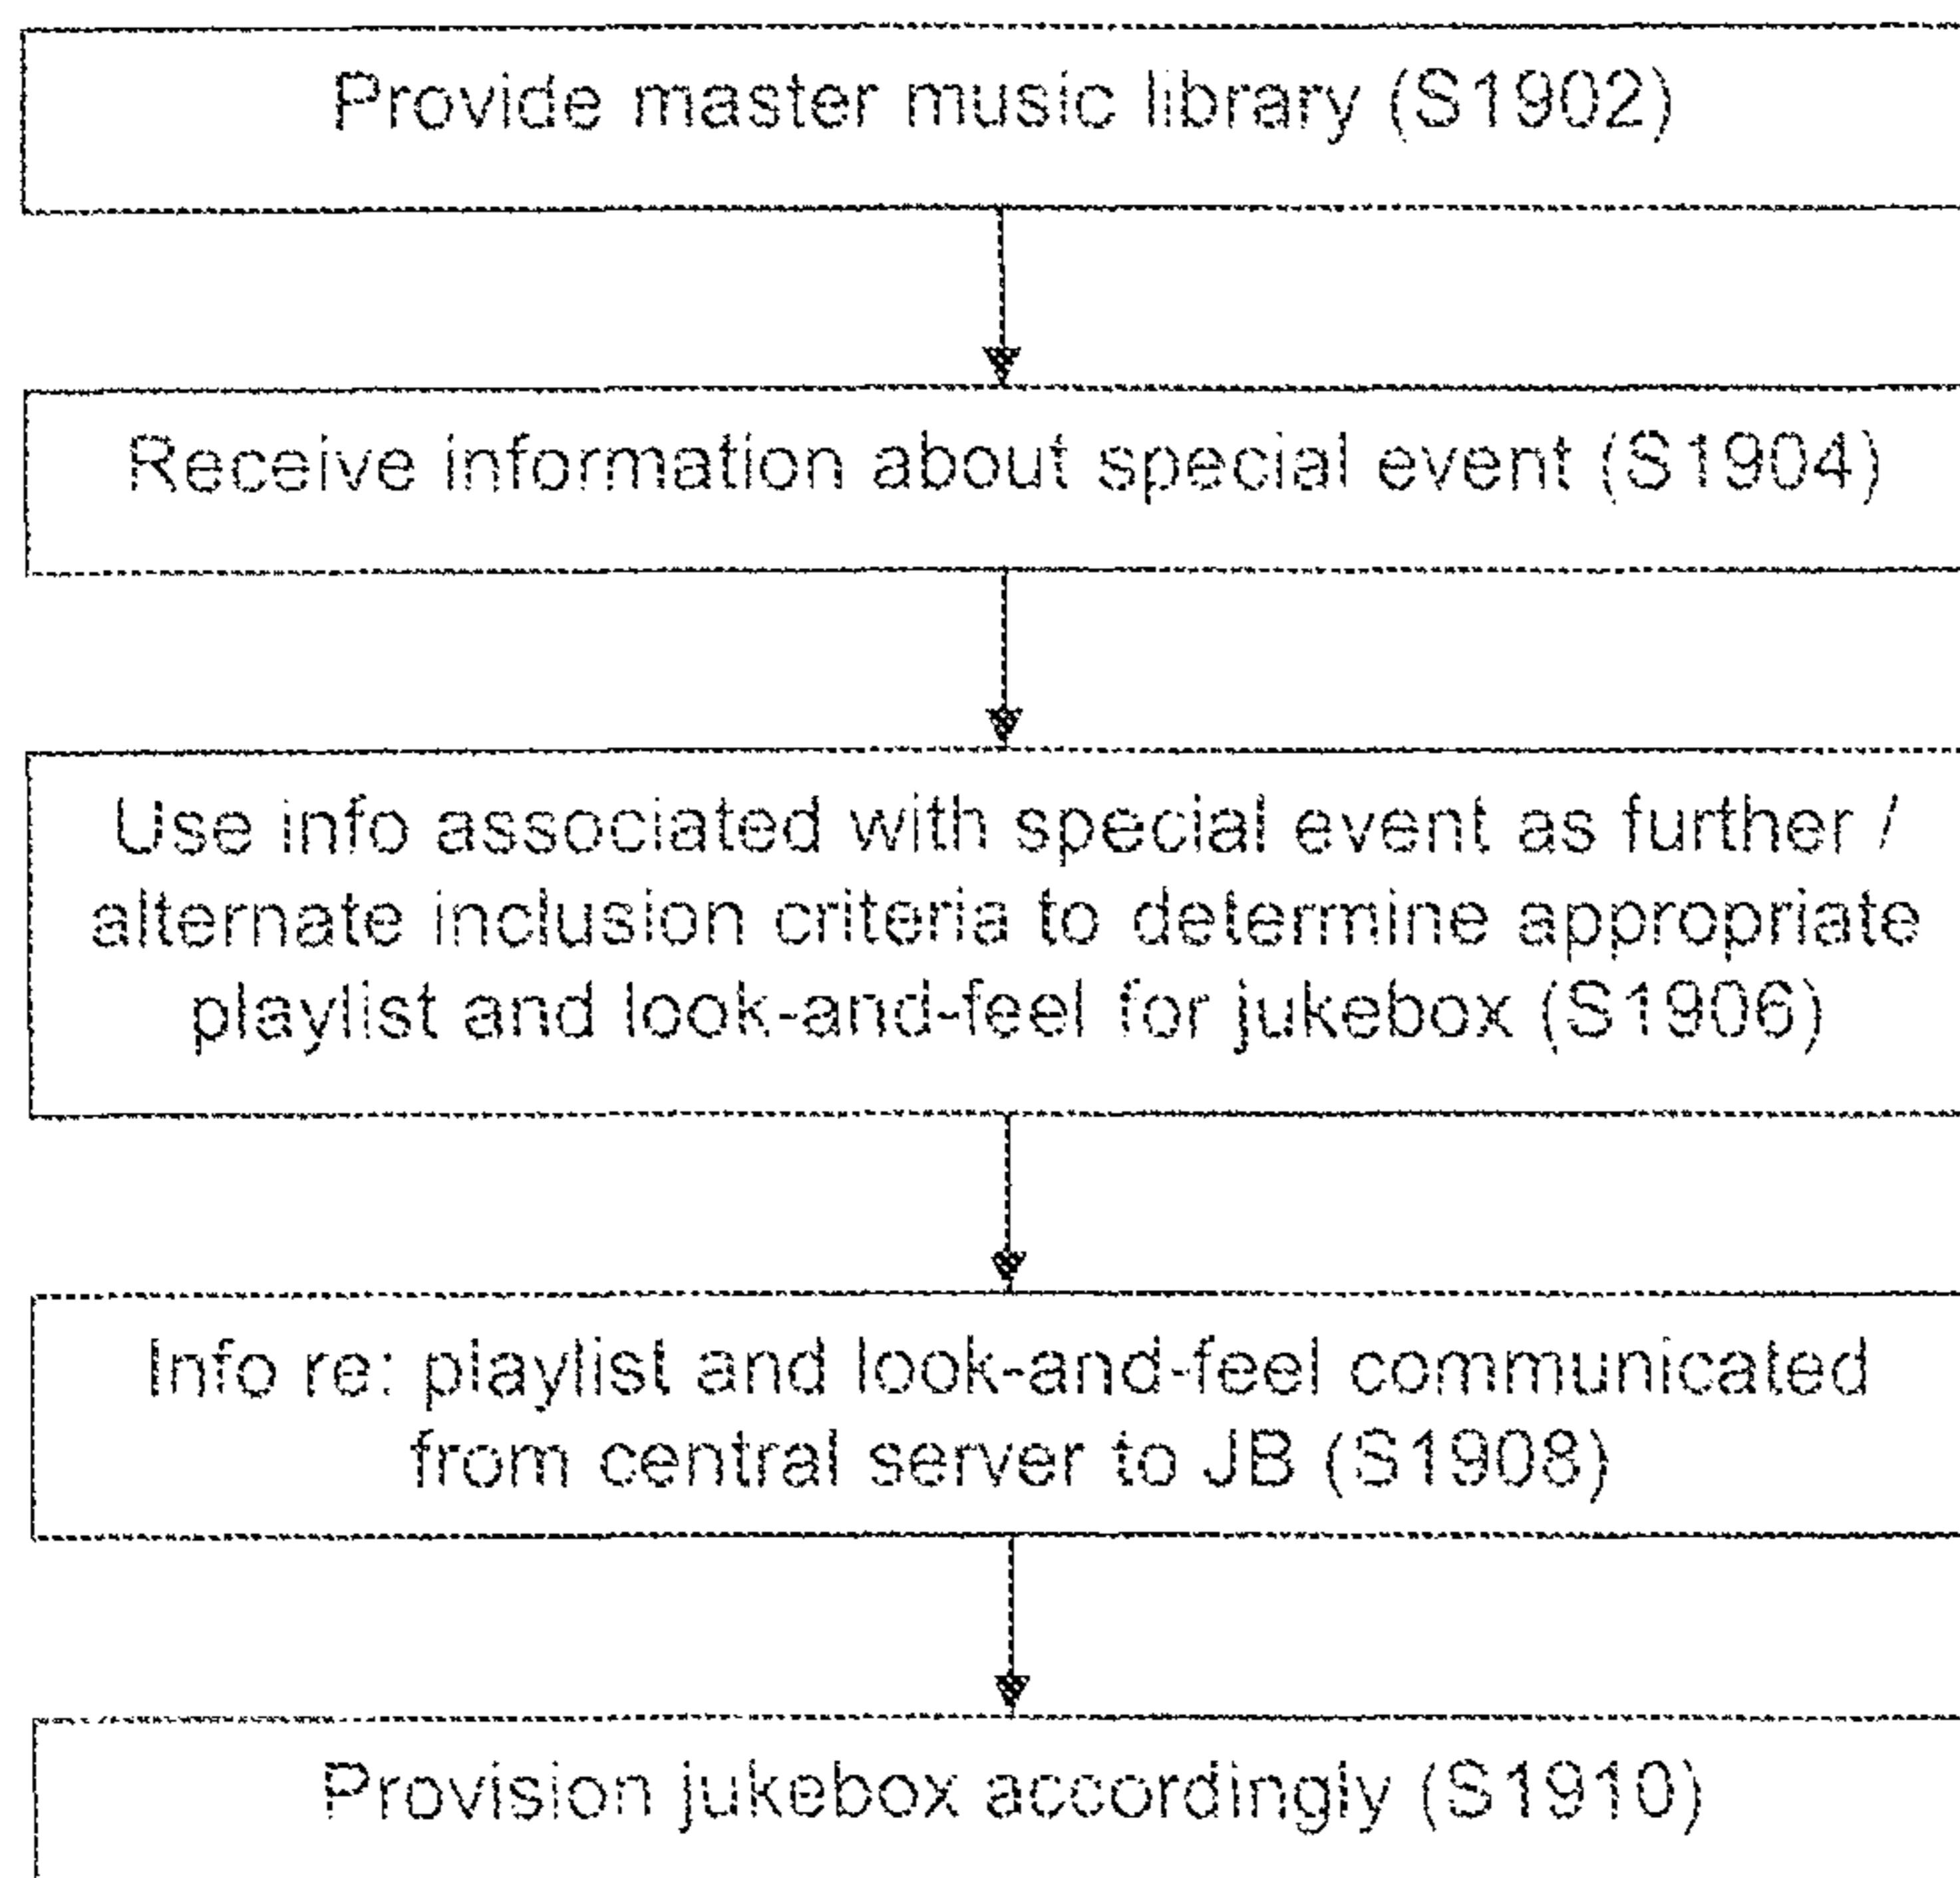 Provide master music library (S1902)
Receive information about special event (S1904)
Use info associated with special event as further /
alternate inclusion criteria to determine appropriate
playlist and look-and-feel for jukebox (S1906)
Info re: playlist and look-and-feel communicated
from central server to JB (S1908)
Provision jukebox accordingly (S1910)